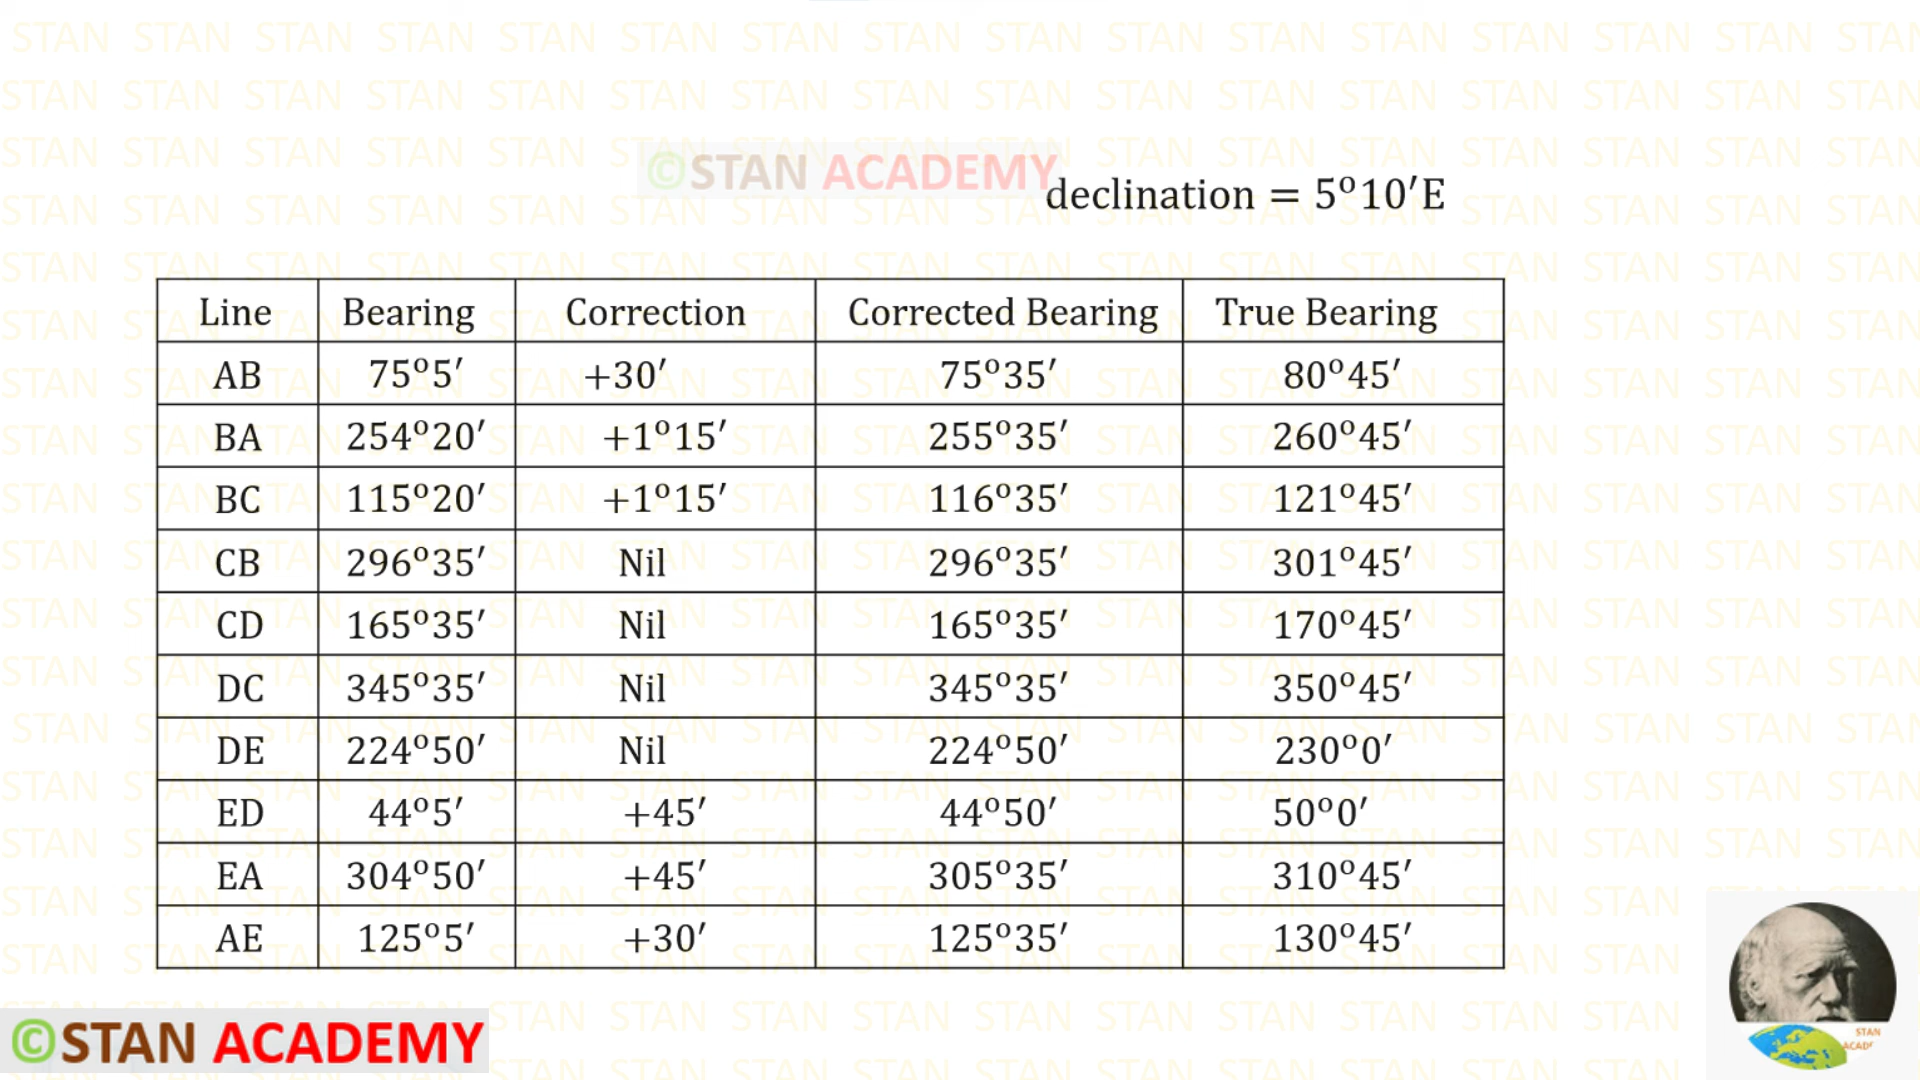 ©STAN ACADEMY
declination = 5°10′E
Line Bearing Correction Corrected Bearing True Bearing
AB 75°5′ +30′ 75°35′ 80°45′
BA 254°20′ +1°15′ 255°35′ 260°45′
BC 115°20′ +1°15′ 116°35′ 121°45′
CB 296°35′ Nil 296°35′ 301°45′
CD 165°35′ Nil 165°35′ 170°45′
DC 345°35′ Nil 345°35′ 350°45′
DE 224°50′ Nil 224°50′ 230°0′
ED 44°5′ +45′ 44°50′ 50°0′
EA 304°50′ +45′ 305°35′ 310°45′
AE 125°5′ +30′ 125°35′ 130°45′
©STAN ACADEMY
STAN